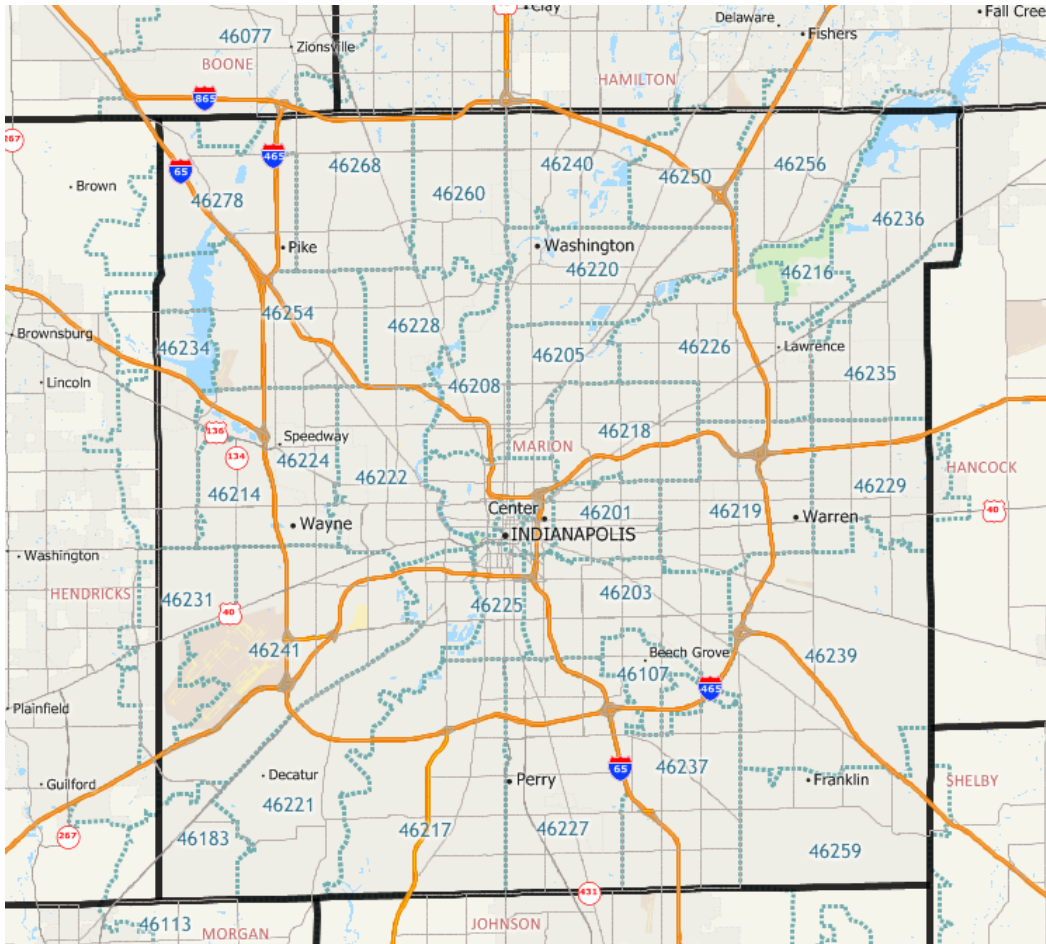 Clay
Delaware
Fall Cree
Fishers
46077
Zionsville
BOONE
HAMILTON
865
267
465
65
46268
46240
46256
46250
46278
46260
46236
Brown
Pike
Washington
46220
46216
46254
46228
Brownsburg
46234
46205
46226
Lawrence
46235
Lincoln
46208
136
134
Speedway
MARION
46218
46224
HANCOCK
46222
46214
46229
Center
46201
46219
40
Wayne
Warren
INDIANAPOLIS
Washington
HENDRICKS
46231
40
46225
46203
46241
Beech Grove
46239
46107
465
Plainfield
65
46237
Guilford
Decatur
Perry
Franklin
SHELBY
46221
267
46183
46217
46227
46259
431
46113
MORGAN
JOHNSON